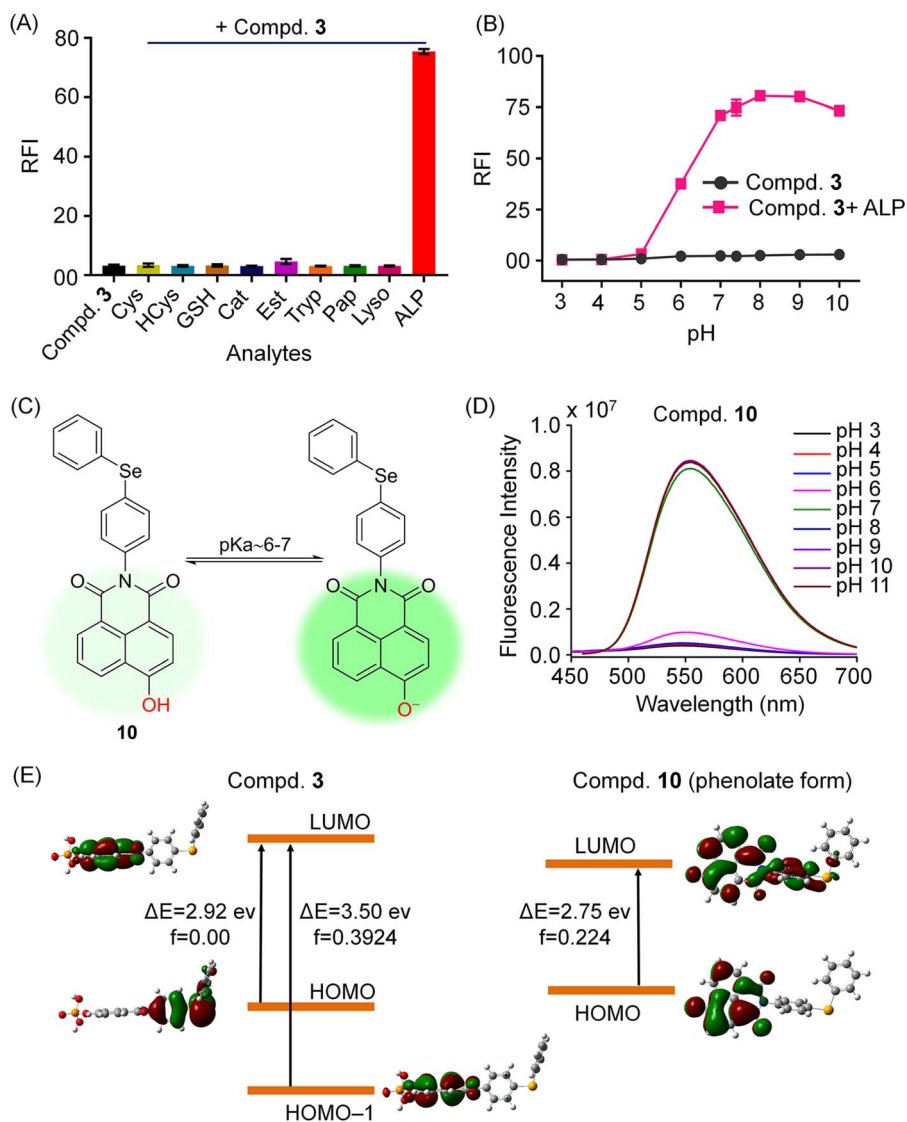 (A)
+ Compd. 3
80
60
40
20
00
RFI
Compd. 3
Cys
HCys
GSH
Cat
Est
Tryp
Pap
Lyso
ALP
Analytes
(B)
100
75
50
25
00
RFI
Compd. 3
Compd. 3+ ALP
3 4 5 6 7 8 9 10
pH
(C)
Se
N
O
O
OH
10
pKa~6-7
Se
N
O
O
O⁻
(D)
x 10⁷
Compd. 10
1.0
0.8
0.6
0.4
0.2
0.0
Fluorescence Intensity
pH 3
pH 4
pH 5
pH 6
pH 7
pH 8
pH 9
pH 10
pH 11
450 500 550 600 650 700
Wavelength (nm)
(E)
Compd. 3
LUMO
ΔE=2.92 ev
f=0.00
ΔE=3.50 ev
f=0.3924
HOMO
HOMO–1
Compd. 10 (phenolate form)
LUMO
ΔE=2.75 ev
f=0.224
HOMO